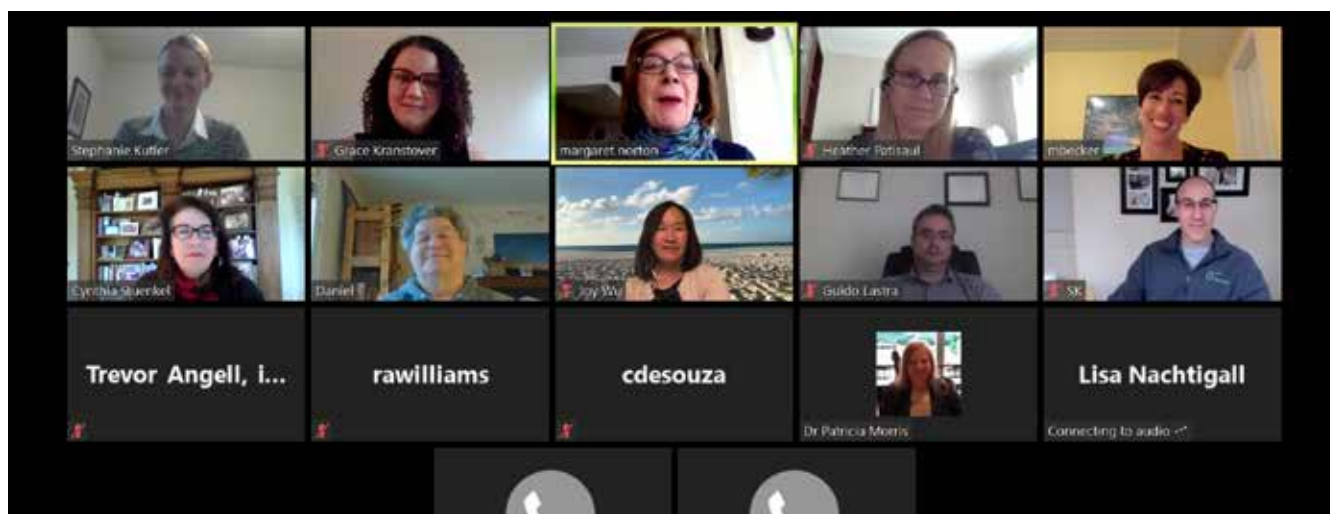 Stephanie Kutler
Grace Kranstover
margaret norton
Heather Patisaul
mbecker
Cynthia Stuenkel
Daniel
Joy Wu
Guido Lastra
SK
Trevor Angell, i...
rawilliams
cdesouza
Dr Patricia Morris
Lisa Nachtigall
Connecting to audio